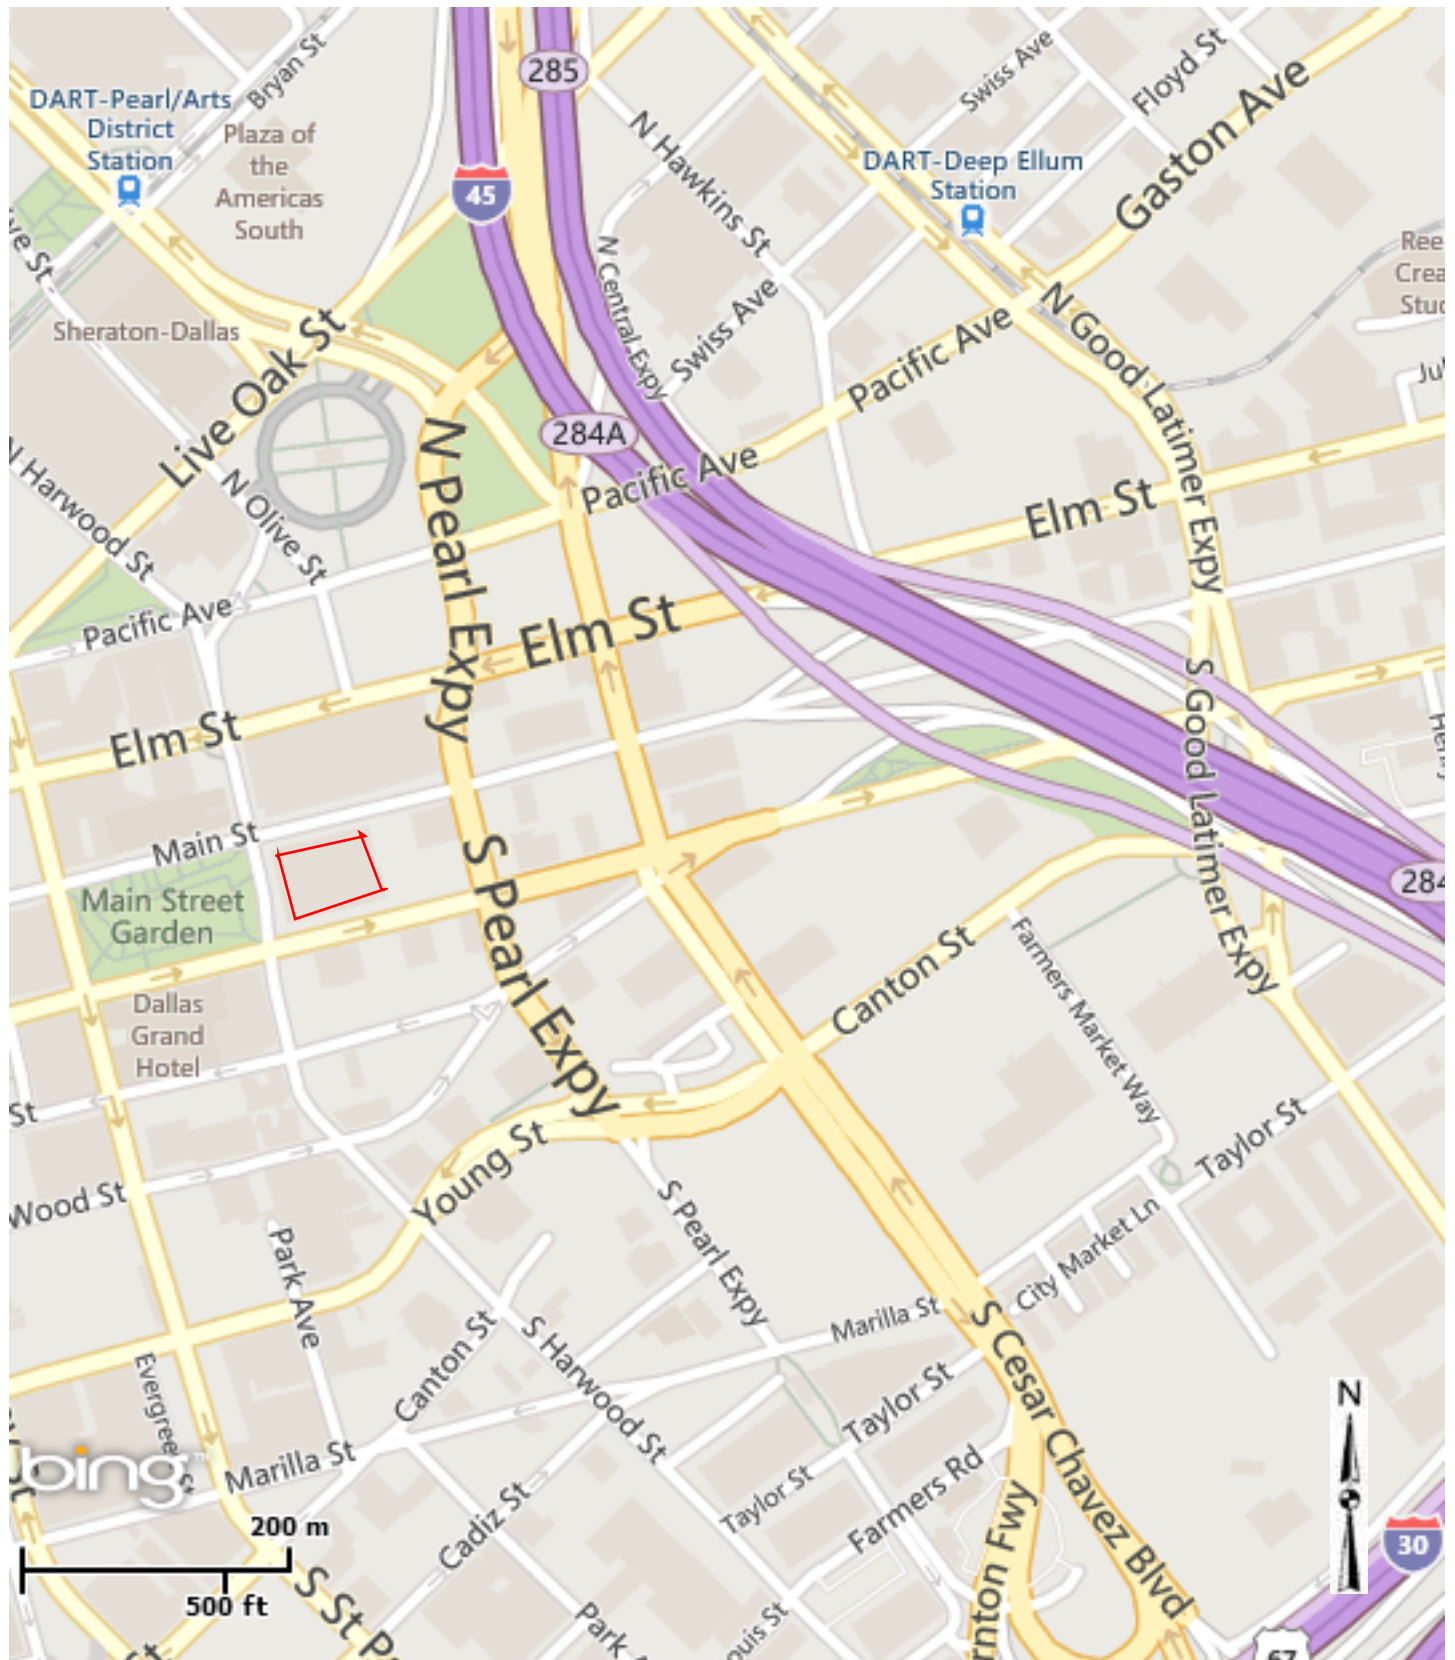 285
Bryan St
Swiss Ave
Floyd St
Gaston Ave
DART-Pearl/Arts
District
Station
Plaza of
the
Americas
South
N Hawkins St
DART-Deep Ellum
Station
45
N Central Expy
Swiss Ave
Pacific Ave
N Good Latimer Expy
Sheraton-Dallas
Live Oak St
284A
Pacific Ave
N Harwood St
N Olive St
N Pearl Expy
Elm St
Pacific Ave
Elm St
Elm St
S Good Latimer Expy
Main St
Main Street
Garden
S Pearl Expy
284
Canton St
Farmers Market Way
Dallas
Grand
Hotel
St
Young St
Taylor St
Wood St
S Pearl Expy
City Market Ln
Park Ave
Marilla St
S Cesar Chavez Blvd
Canton St
S Harwood St
Taylor St
Marilla St
bing™
Cadiz St
Taylor St
Farmers Rd
N
200 m
500 ft
30
S St P
Park
67